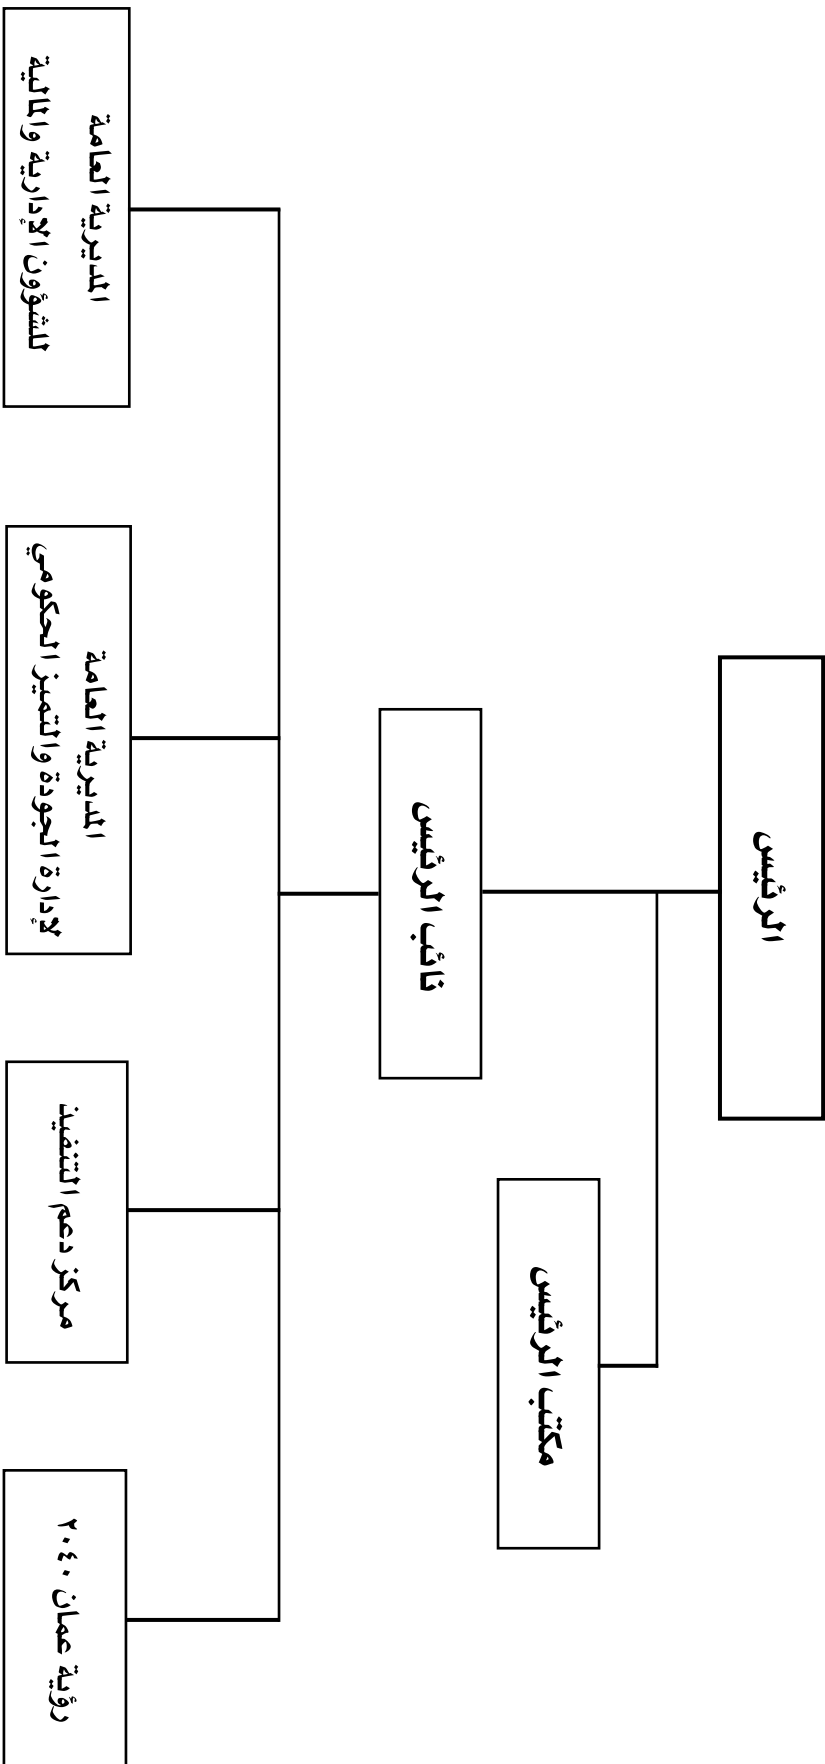 الرئيس
مكتب الرئيس
نائب الرئيس
رؤية عمان ٢٠٤٠
مركز دعم التنفيذ
المديرية العامة
لإدارة الجودة والتميز الحكومي
المديرية العامة
للشؤون الإدارية والمالية